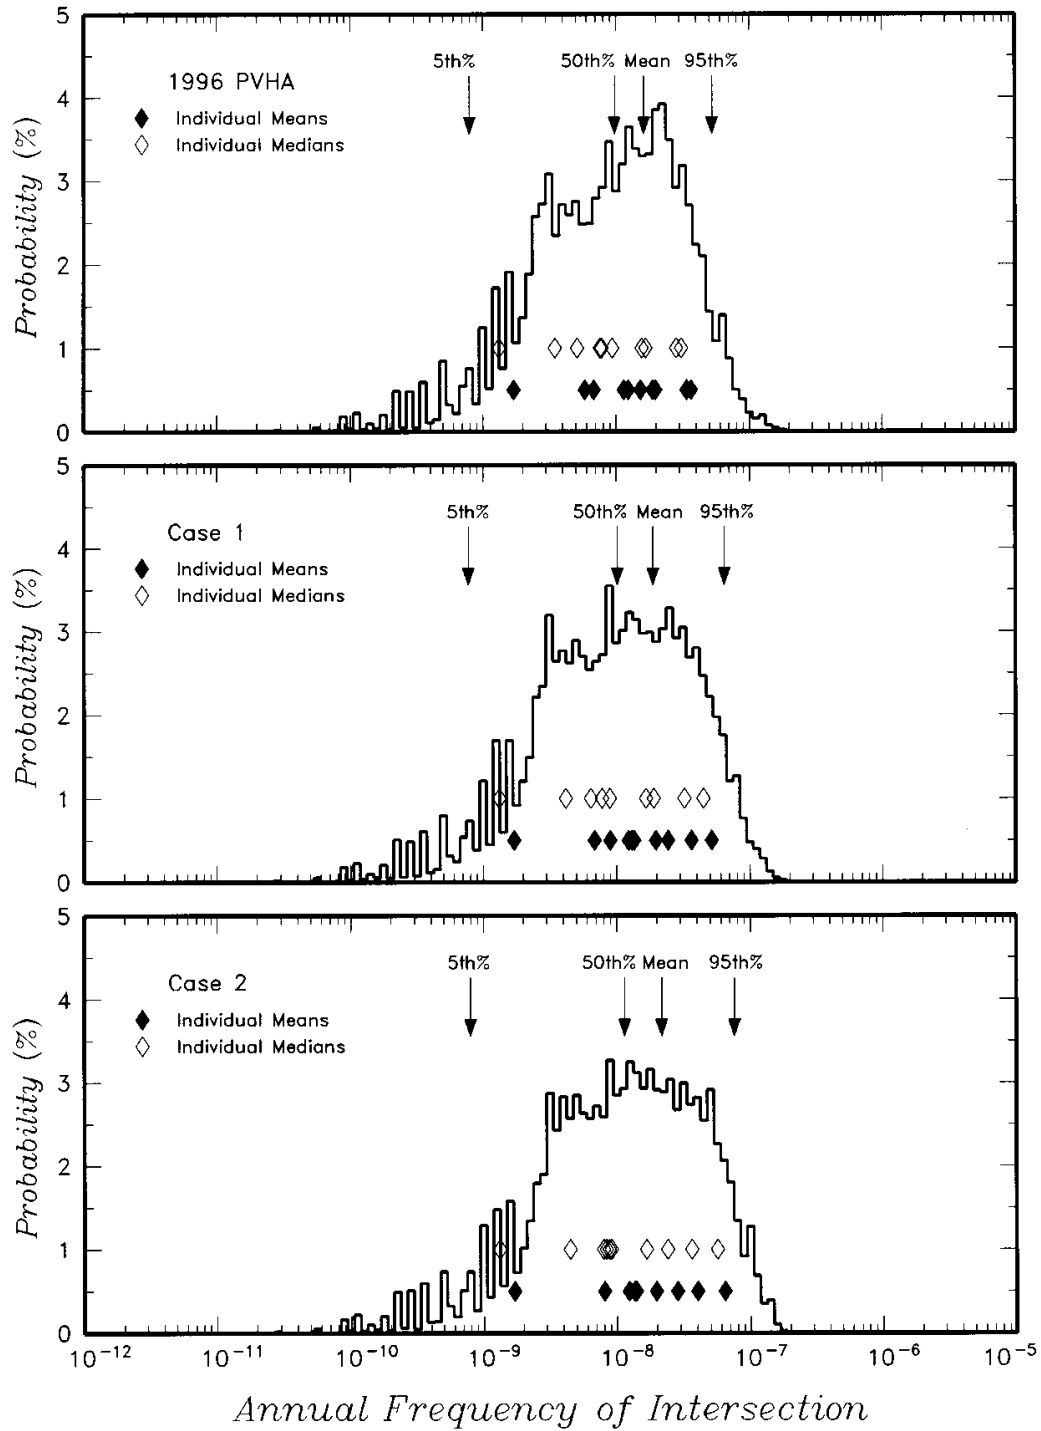 5
5th% 50th% Mean 95th%
1996 PVHA
4
Individual Means
Individual Medians
3
2
1
0
Probability (%)
5
5th% 50th% Mean 95th%
Case 1
4
Individual Means
Individual Medians
3
2
1
0
Probability (%)
5
5th% 50th% Mean 95th%
Case 2
4
Individual Means
Individual Medians
3
2
1
0
Probability (%)
10⁻¹² 10⁻¹¹ 10⁻¹⁰ 10⁻⁹ 10⁻⁸ 10⁻⁷ 10⁻⁶ 10⁻⁵
Annual Frequency of Intersection